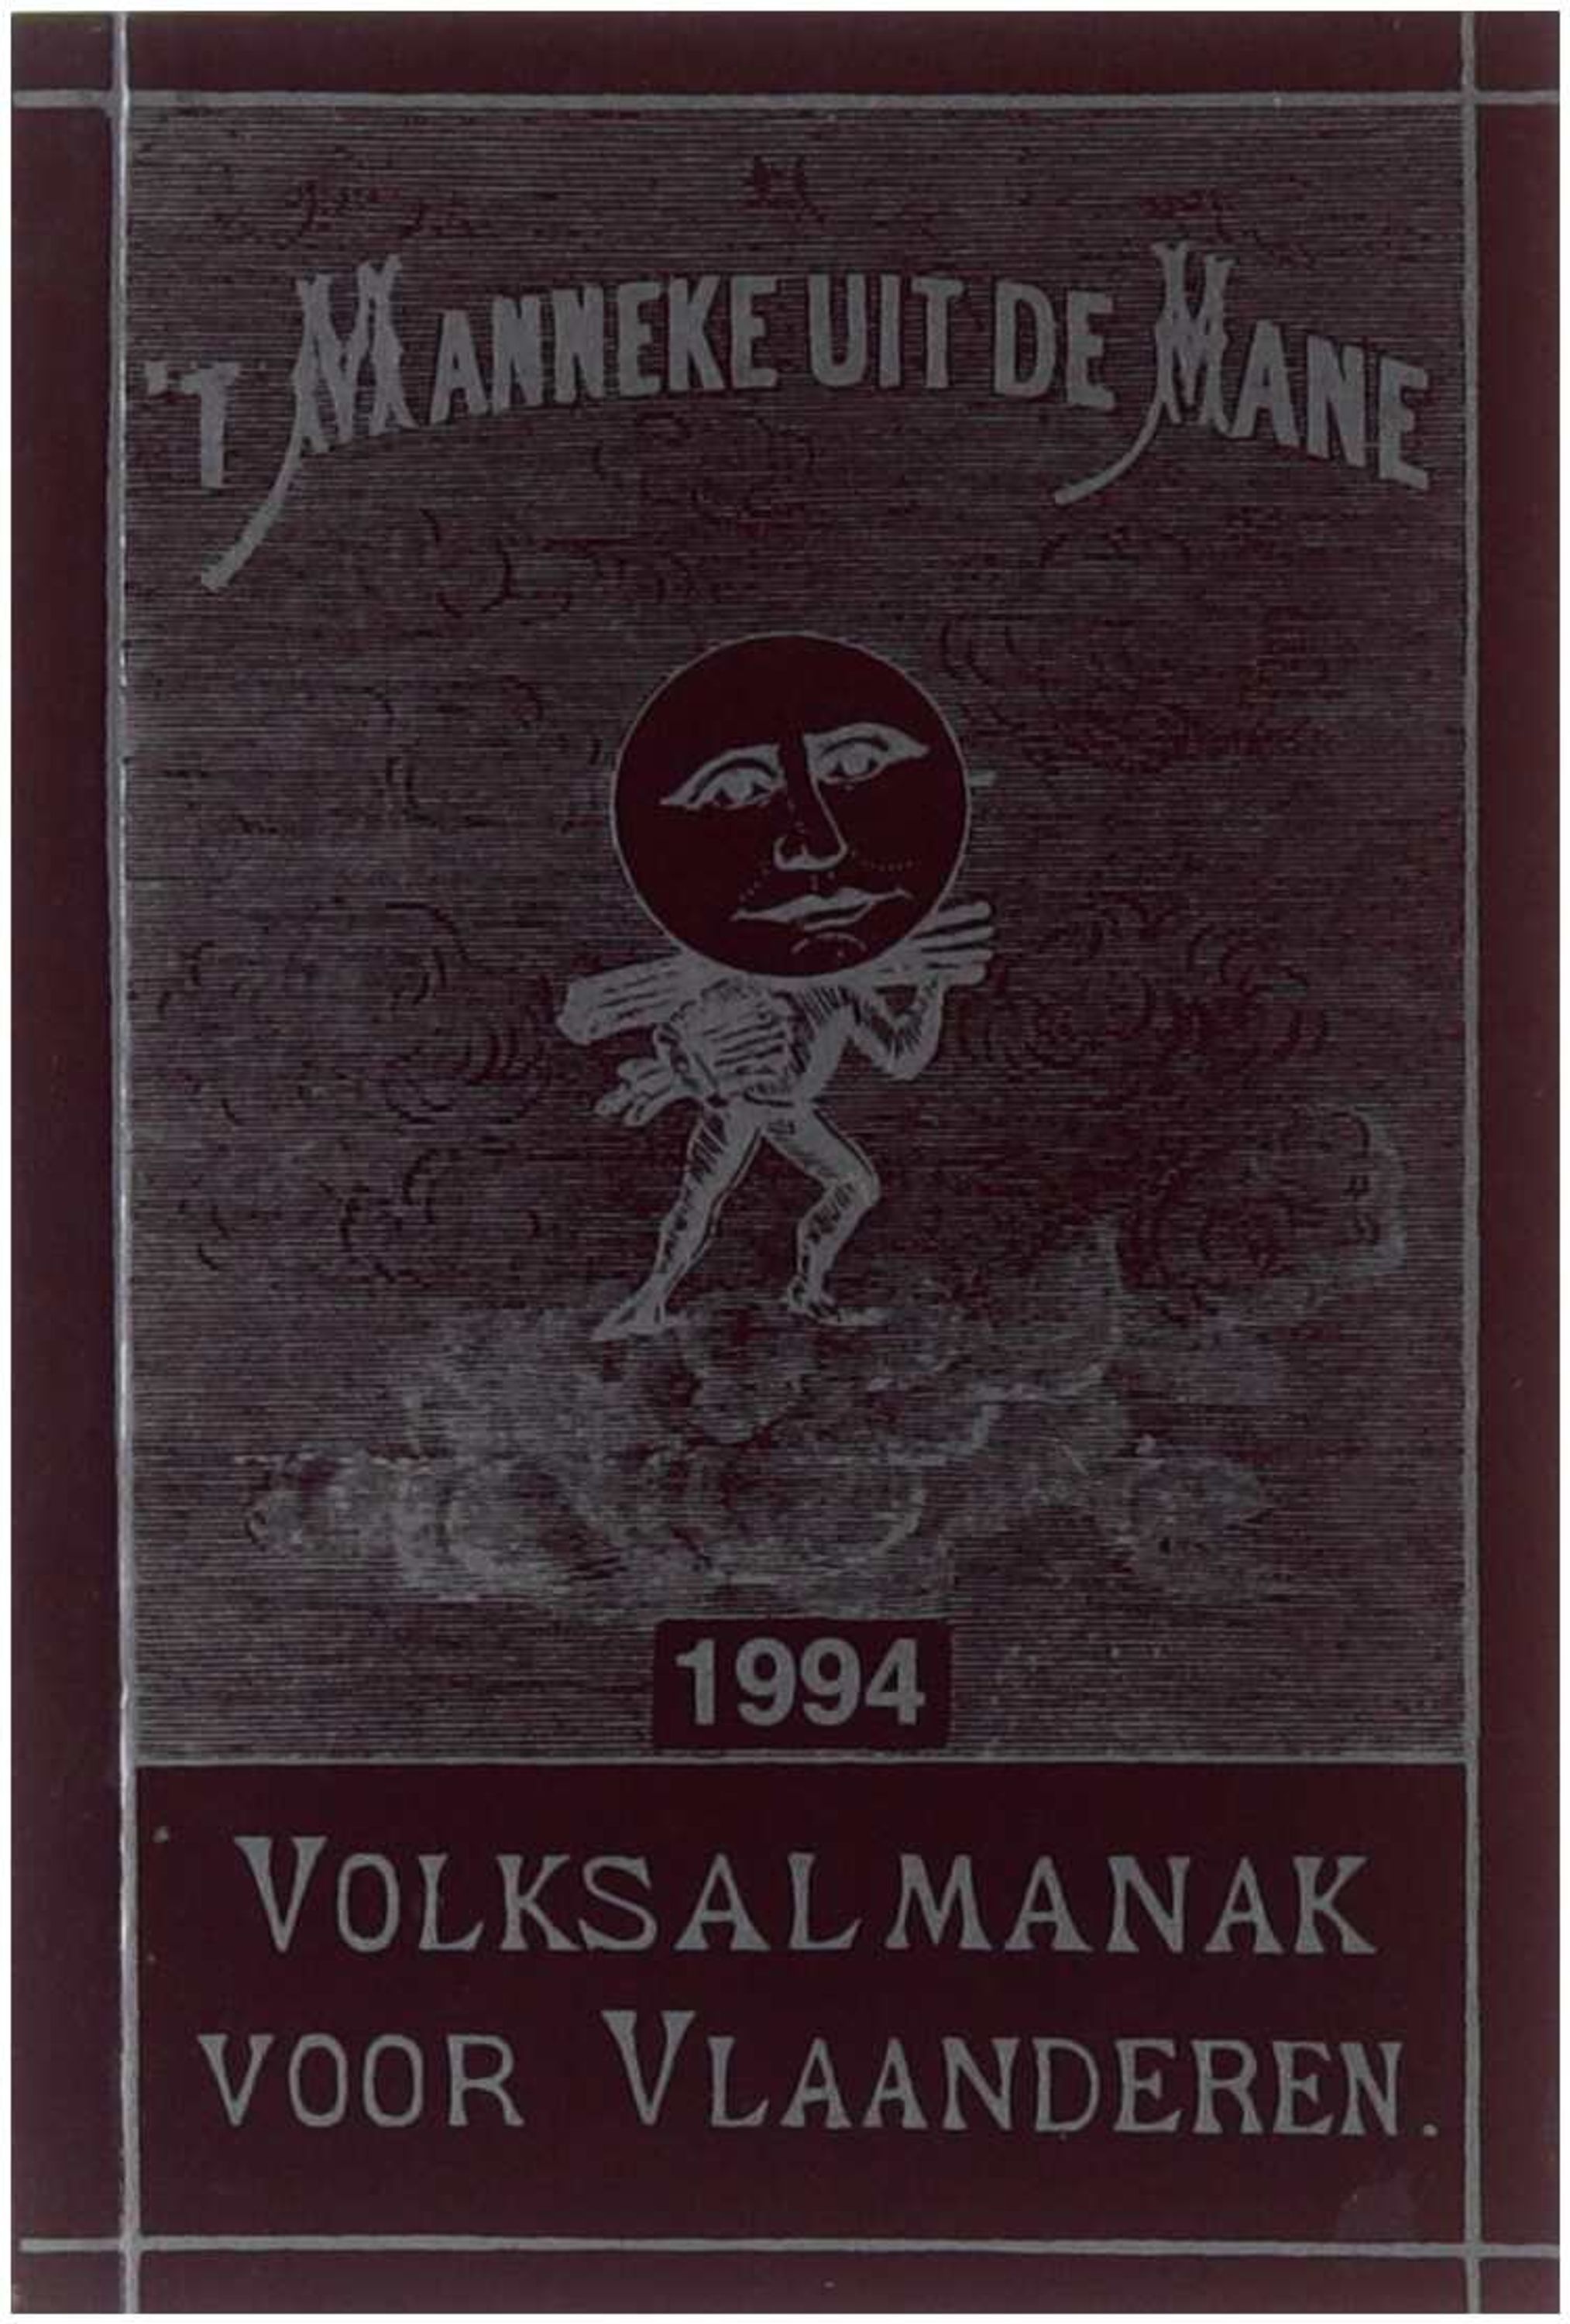 'T MANNEKE UIT DE MANE
1994
VOLKSALMANAK
VOOR VLAANDEREN.